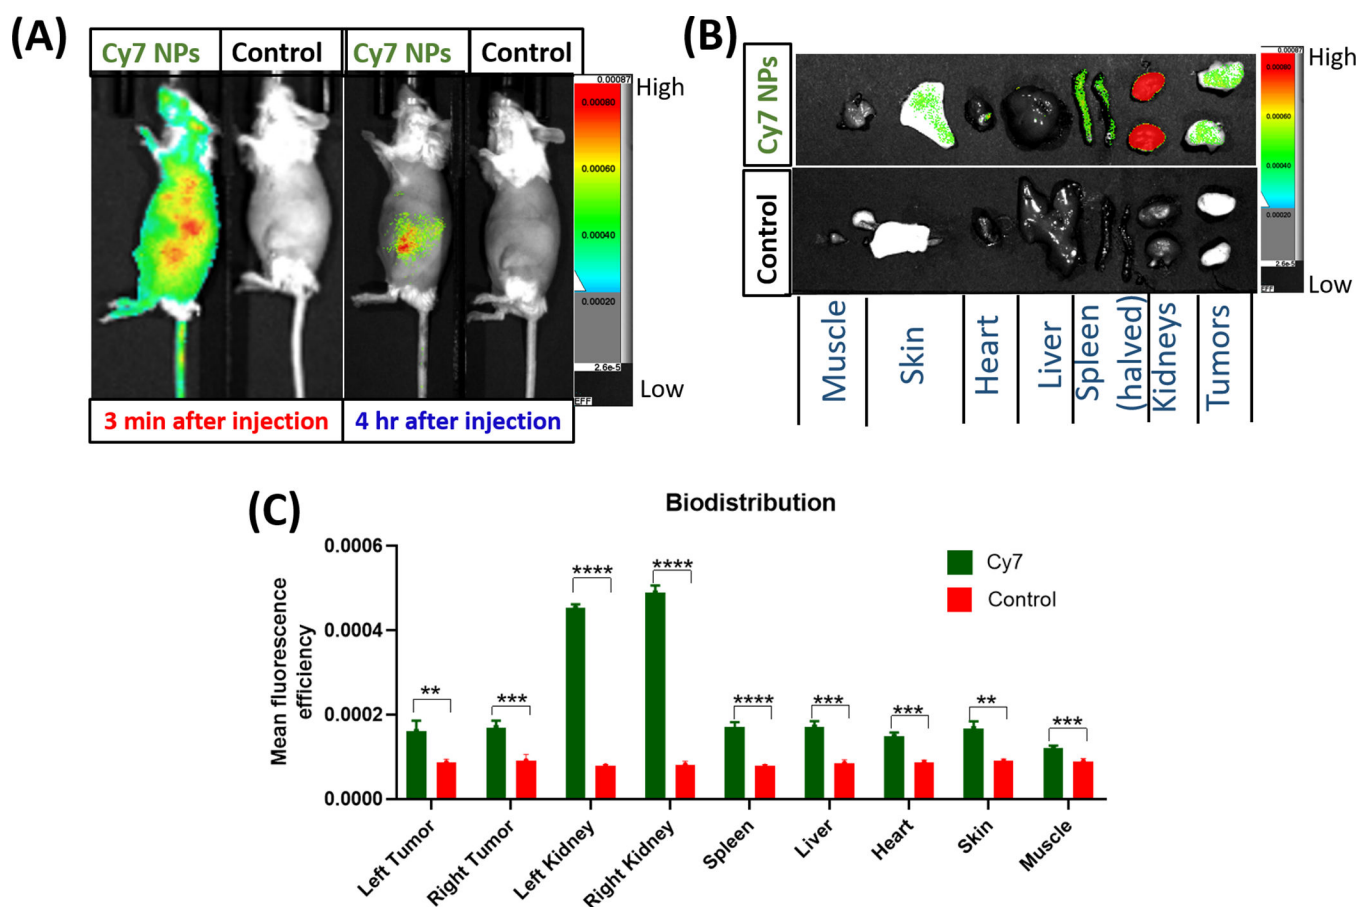 (A)
Cy7 NPs
Control
Cy7 NPs
Control
0.00087
0.00080
0.00060
0.00040
0.00020
2.6e-5
EFF
High
Low
3 min after injection
4 hr after injection
(B)
Cy7 NPs
Control
0.00087
0.00080
0.00060
0.00040
0.00020
2.6e-5
EFF
High
Low
Muscle
Skin
Heart
Liver
Spleen
(halved)
Kidneys
Tumors
(C)
Biodistribution
Mean fluorescence
efficiency
0.0006
0.0004
0.0002
0.0000
Cy7
Control
**
***
****
****
****
***
***
**
***
Left Tumor
Right Tumor
Left Kidney
Right Kidney
Spleen
Liver
Heart
Skin
Muscle